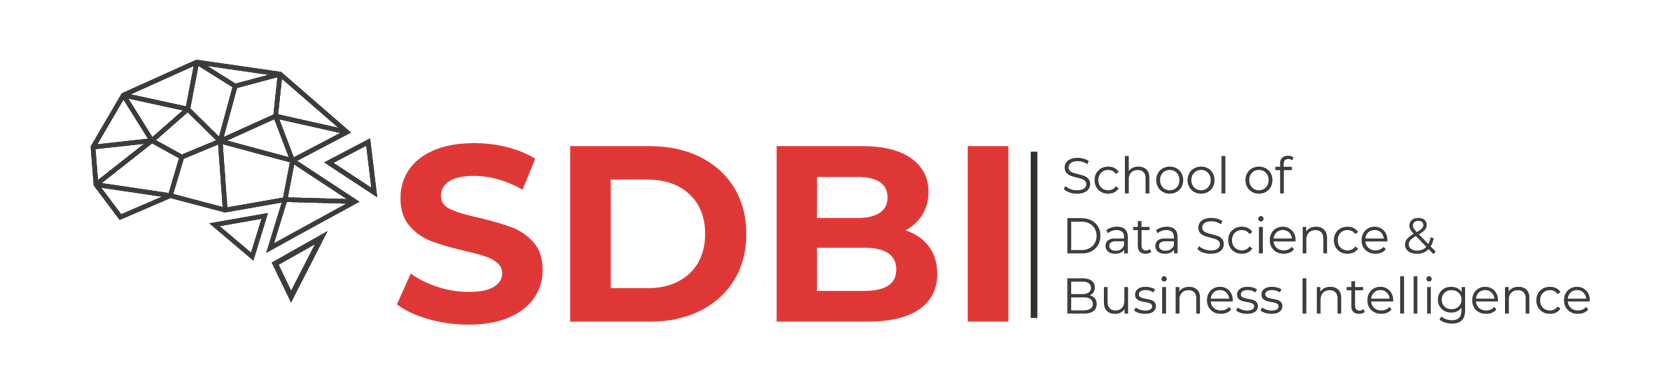 SDBI
School of
Data Science &
Business Intelligence